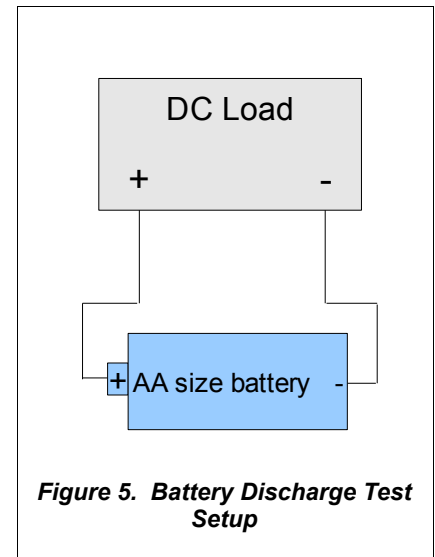 DC Load
+ -
+ AA size battery -
Figure 5. Battery Discharge Test
Setup